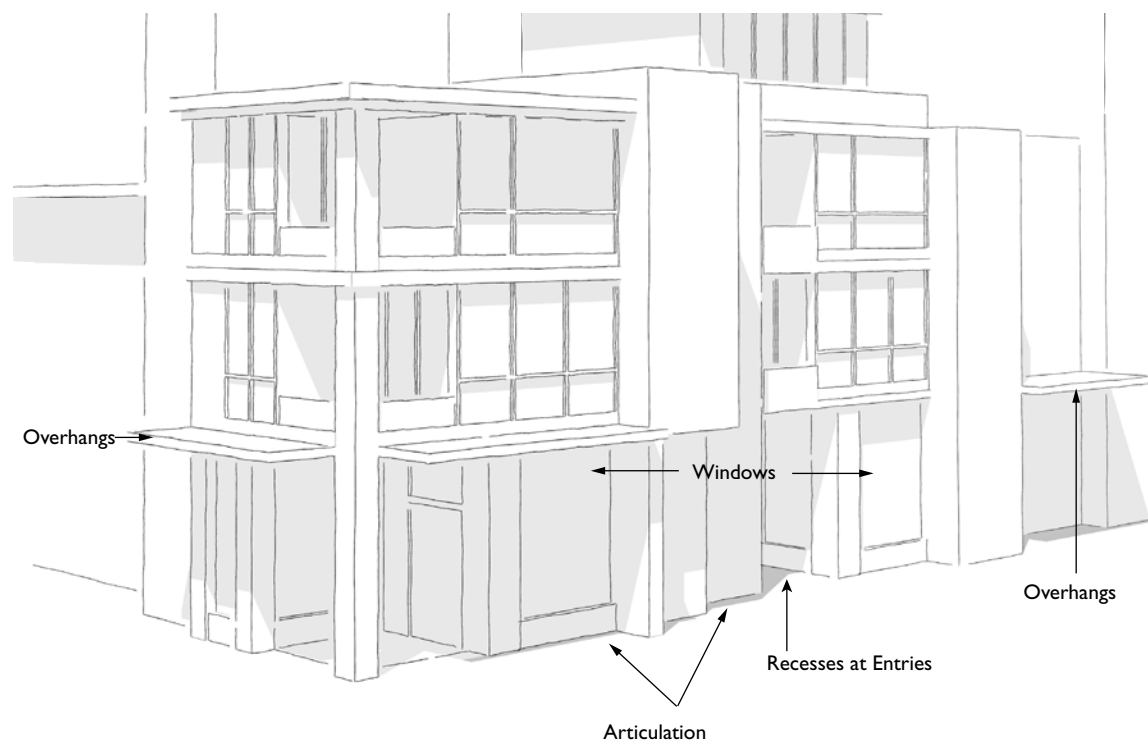 Overhangs
Windows
Overhangs
Recesses at Entries
Articulation